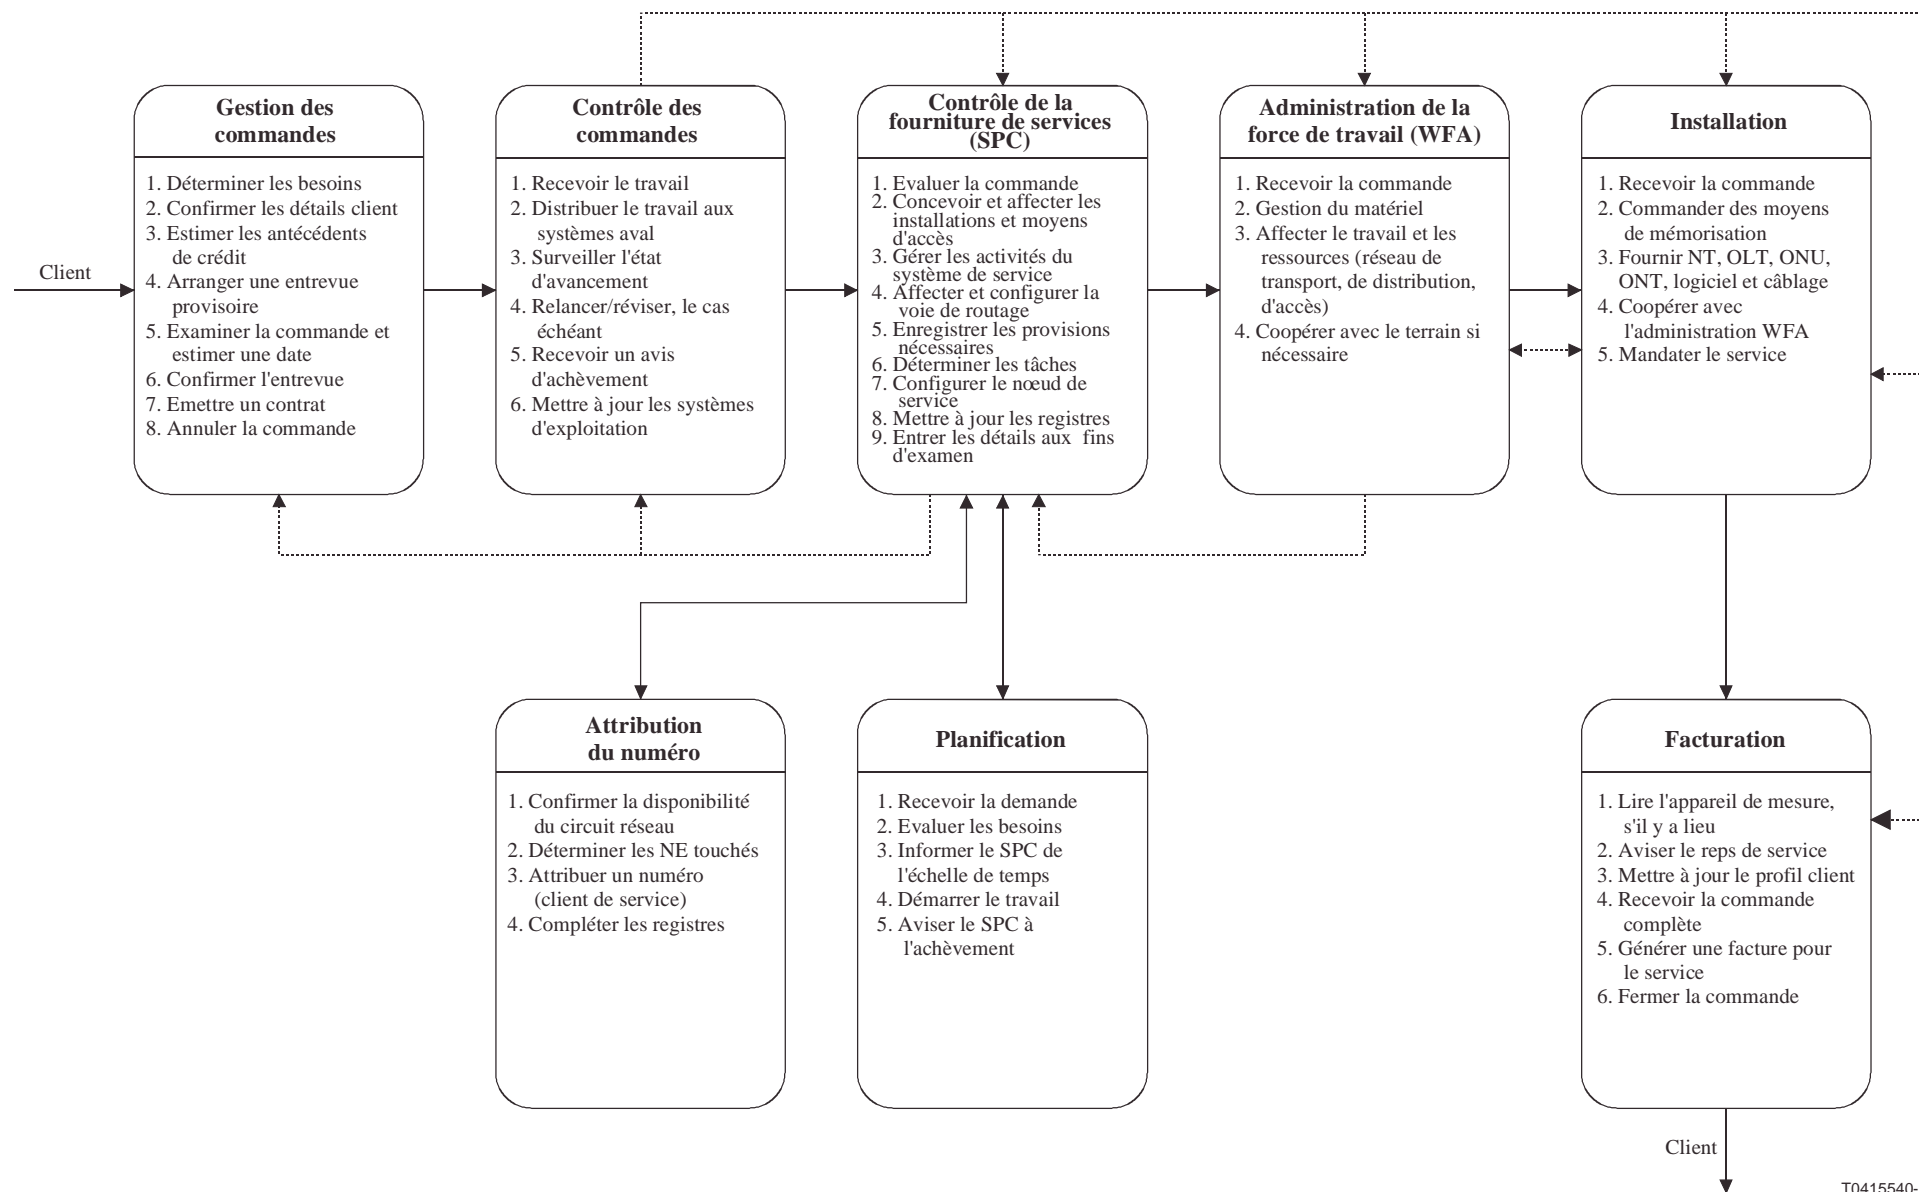 Gestion des
commandes
1. Déterminer les besoins
2. Confirmer les détails client
3. Estimer les antécédents
de crédit
4. Arranger une entrevue
provisoire
5. Examiner la commande et
estimer une date
6. Confirmer l'entrevue
7. Emettre un contrat
8. Annuler la commande
Client
Contrôle des
commandes
1. Recevoir le travail
2. Distribuer le travail aux
systèmes aval
3. Surveiller l'état
d'avancement
4. Relancer/réviser, le cas
échéant
5. Recevoir un avis
d'achèvement
6. Mettre à jour les systèmes
d'exploitation
Contrôle de la
fourniture de services
(SPC)
1. Evaluer la commande
2. Concevoir et affecter les
installations et moyens
d'accès
3. Gérer les activités du
système de service
4. Affecter et configurer la
voie de routage
5. Enregistrer les provisions
nécessaires
6. Déterminer les tâches
7. Configurer le nœud de
service
8. Mettre à jour les registres
9. Entrer les détails aux fins
d'examen
Administration de la
force de travail (WFA)
1. Recevoir la commande
2. Gestion du matériel
3. Affecter le travail et les
ressources (réseau de
transport, de distribution,
d'accès)
4. Coopérer avec le terrain si
nécessaire
Installation
1. Recevoir la commande
2. Commander des moyens
de mémorisation
3. Fournir NT, OLT, ONU,
ONT, logiciel et câblage
4. Coopérer avec
l'administration WFA
5. Mandater le service
Attribution
du numéro
1. Confirmer la disponibilité
du circuit réseau
2. Déterminer les NE touchés
3. Attribuer un numéro
(client de service)
4. Compléter les registres
Planification
1. Recevoir la demande
2. Evaluer les besoins
3. Informer le SPC de
l'échelle de temps
4. Démarrer le travail
5. Aviser le SPC à
l'achèvement
Facturation
1. Lire l'appareil de mesure,
s'il y a lieu
2. Aviser le reps de service
3. Mettre à jour le profil client
4. Recevoir la commande
complète
5. Générer une facture pour
le service
6. Fermer la commande
Client
T0415540-